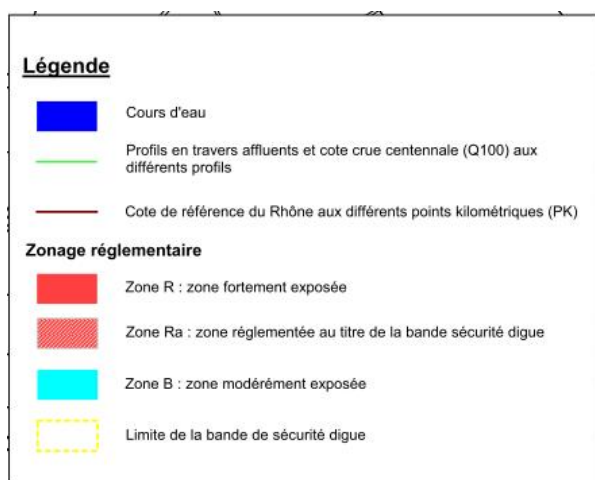 Légende
Cours d'eau
Profils en travers affluents et cote crue centennale (Q100) aux
différents profils
Cote de référence du Rhône aux différents points kilométriques (PK)
Zonage réglementaire
Zone R : zone fortement exposée
Zone Ra : zone réglementée au titre de la bande sécurité digue
Zone B : zone modérément exposée
Limite de la bande de sécurité digue